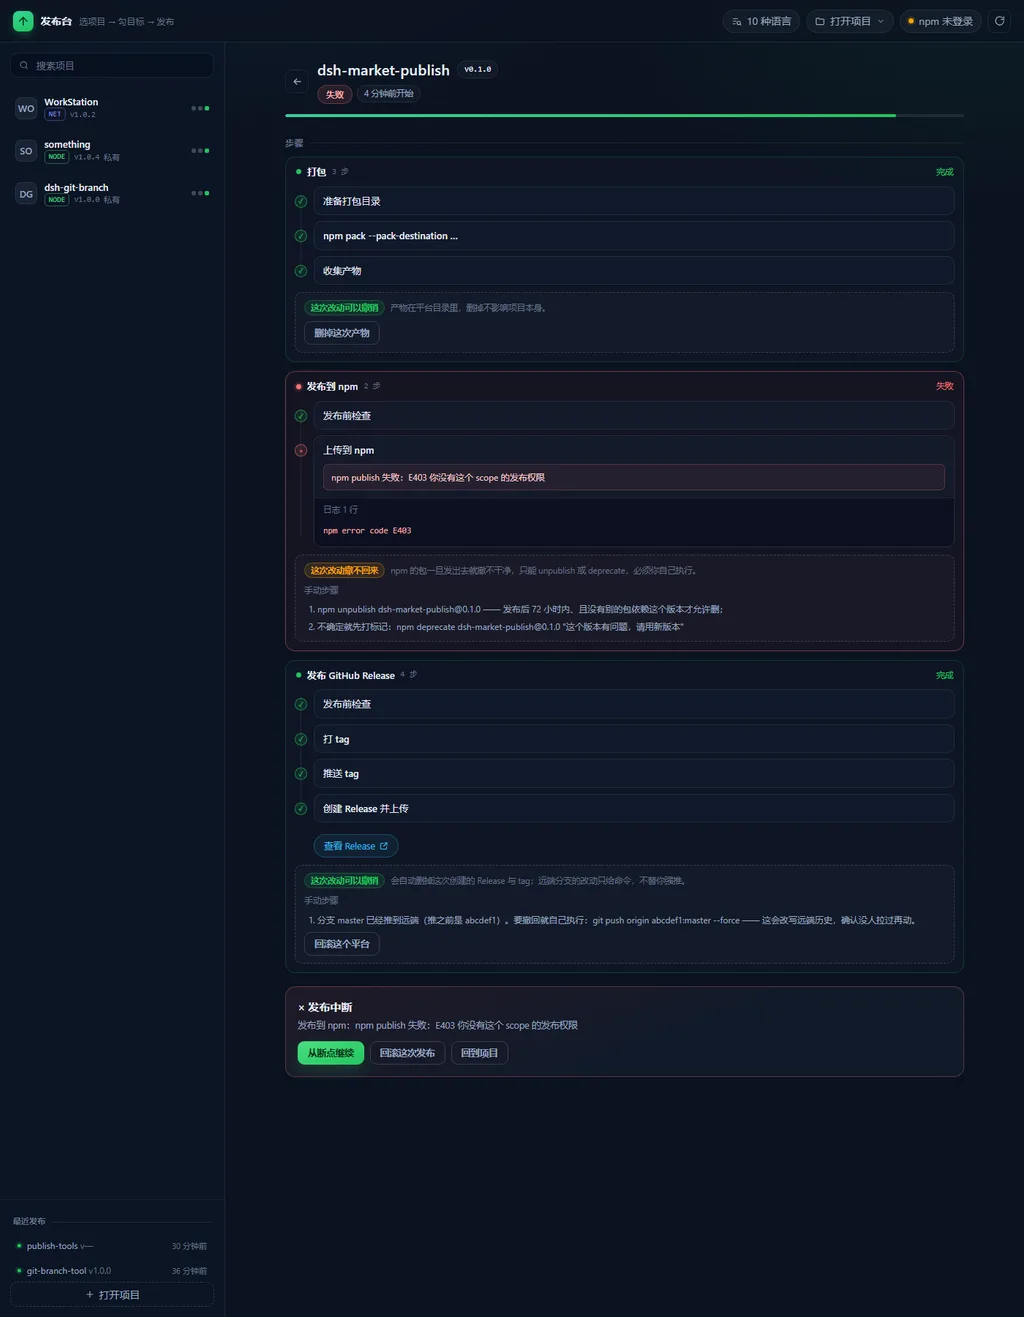 发布台 选项目 → 勾目标 → 发布
10 种语言
打开项目
npm 未登录
搜索项目
WO
WorkStation
NET v1.0.2
SO
something
NODE v1.0.4 私有
DG
dsh-git-branch
NODE v1.0.0 私有
dsh-market-publish v0.1.0
失败 4 分钟前开始
步骤
打包 3 步 完成
准备打包目录
npm pack --pack-destination ...
收集产物
这次改动可以撤销 产物在平台目录里，删掉不影响项目本身。
删掉这次产物
发布到 npm 2 步 失败
发布前检查
上传到 npm
npm publish 失败：E403 你没有这个 scope 的发布权限
日志 1 行
npm error code E403
这次改动撤不回来 npm 的包一旦发出去就撤不干净，只能 unpublish 或 deprecate，必须你自己执行。
手动步骤
1. npm unpublish dsh-market-publish@0.1.0 —— 发布后 72 小时内、且没有别的包依赖这个版本才允许删；
2. 不确定就先打标记：npm deprecate dsh-market-publish@0.1.0 "这个版本有问题，请用新版本"
发布 GitHub Release 4 步 完成
发布前检查
打 tag
推送 tag
创建 Release 并上传
查看 Release
这次改动可以撤销 会自动删掉这次创建的 Release 与 tag；远端分支的改动只给命令，不替你强推。
手动步骤
1. 分支 master 已经推到远端（推之前是 abcdef1）。要撤回就自己执行：git push origin abcdef1:master --force —— 这会改写远端历史，确认没人拉过再动。
回滚这个平台
× 发布中断
发布到 npm：npm publish 失败：E403 你没有这个 scope 的发布权限
从断点继续 回滚这次发布 回到项目
最近发布
publish-tools v— 30 分钟前
git-branch-tool v1.0.0 36 分钟前
+ 打开项目